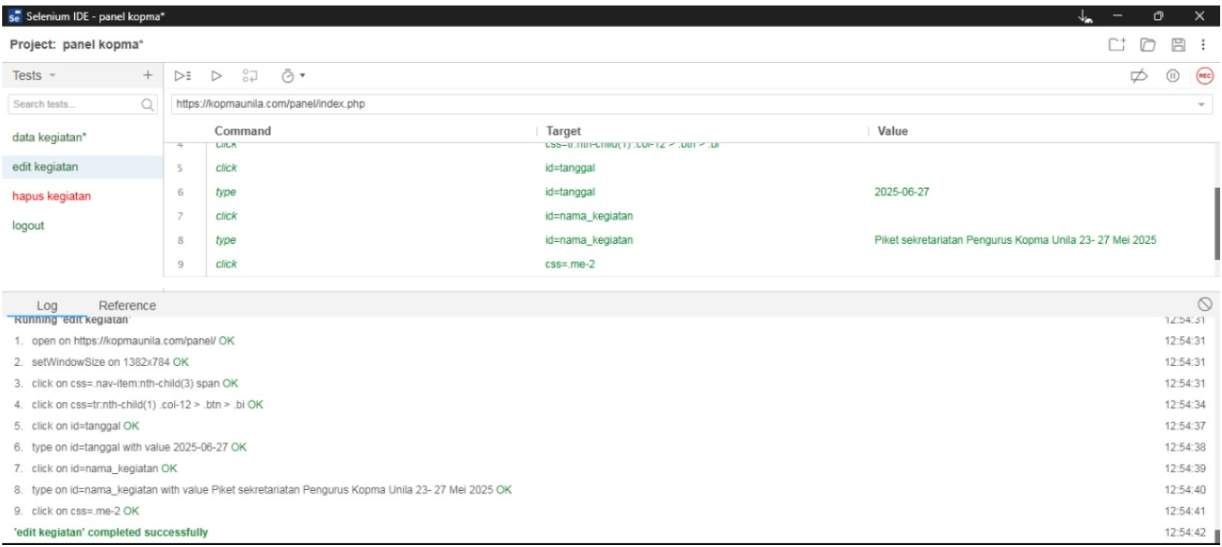 Selenium IDE - panel kopma*
Project: panel kopma*
Tests
Search tests...
data kegiatan*
edit kegiatan
hapus kegiatan
logout
REC
https://kopmaunila.com/panel/index.php
Command Target Value
4 click css=tr:nth-child(1) .col-12 > .btn > .bi
5 click id=tanggal
6 type id=tanggal 2025-06-27
7 click id=nama_kegiatan
8 type id=nama_kegiatan Piket sekretariatan Pengurus Kopma Unila 23- 27 Mei 2025
9 click css=.me-2
Log Reference
Running 'edit kegiatan' 12:54:31
1. open on https://kopmaunila.com/panel/ OK 12:54:31
2. setWindowSize on 1382x784 OK 12:54:31
3. click on css=.nav-item:nth-child(3) span OK 12:54:31
4. click on css=tr:nth-child(1) .col-12 > .btn > .bi OK 12:54:34
5. click on id=tanggal OK 12:54:37
6. type on id=tanggal with value 2025-06-27 OK 12:54:38
7. click on id=nama_kegiatan OK 12:54:39
8. type on id=nama_kegiatan with value Piket sekretariatan Pengurus Kopma Unila 23- 27 Mei 2025 OK 12:54:40
9. click on css=.me-2 OK 12:54:41
'edit kegiatan' completed successfully 12:54:42